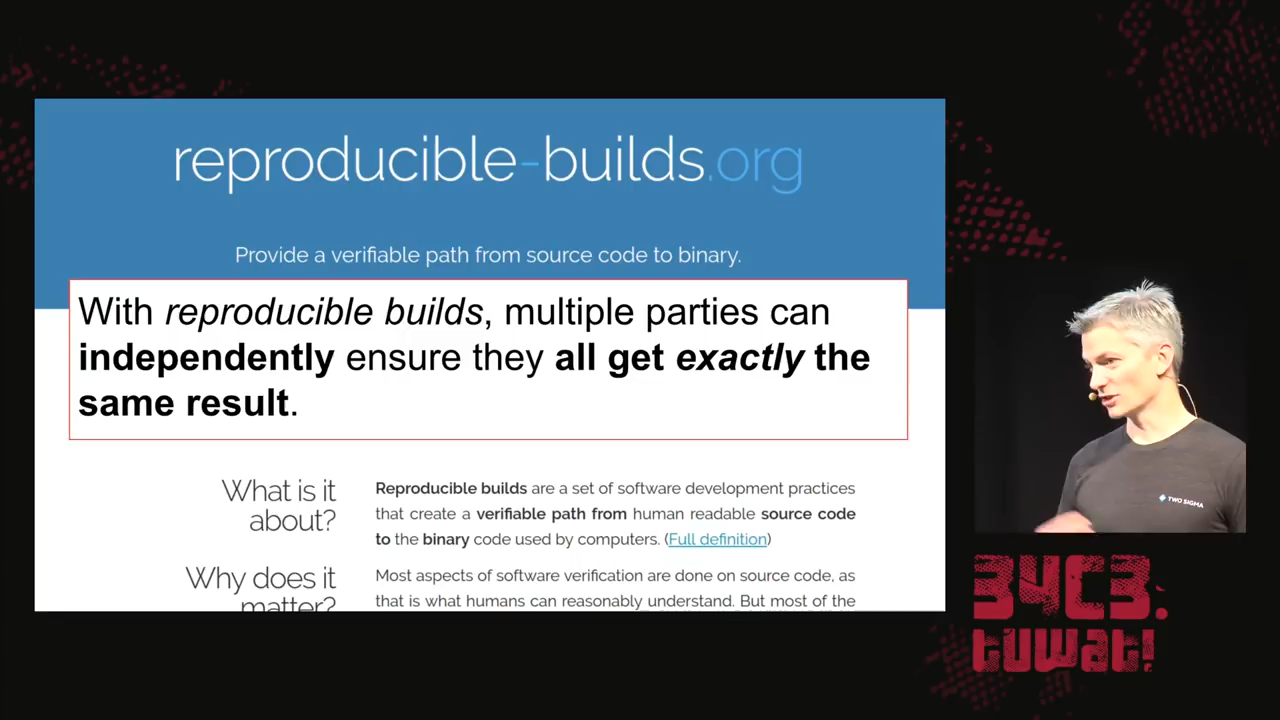 reproducible-builds.org
Provide a verifiable path from source code to binary.
With reproducible builds, multiple parties can
independently ensure they all get exactly the
same result.
What is it
about?
Reproducible builds are a set of software development practices
that create a verifiable path from human readable source code
to the binary code used by computers. (Full definition)
Why does it
matter?
Most aspects of software verification are done on source code, as
that is what humans can reasonably understand. But most of the
TWO SIGMA
34C3.
tuwat!